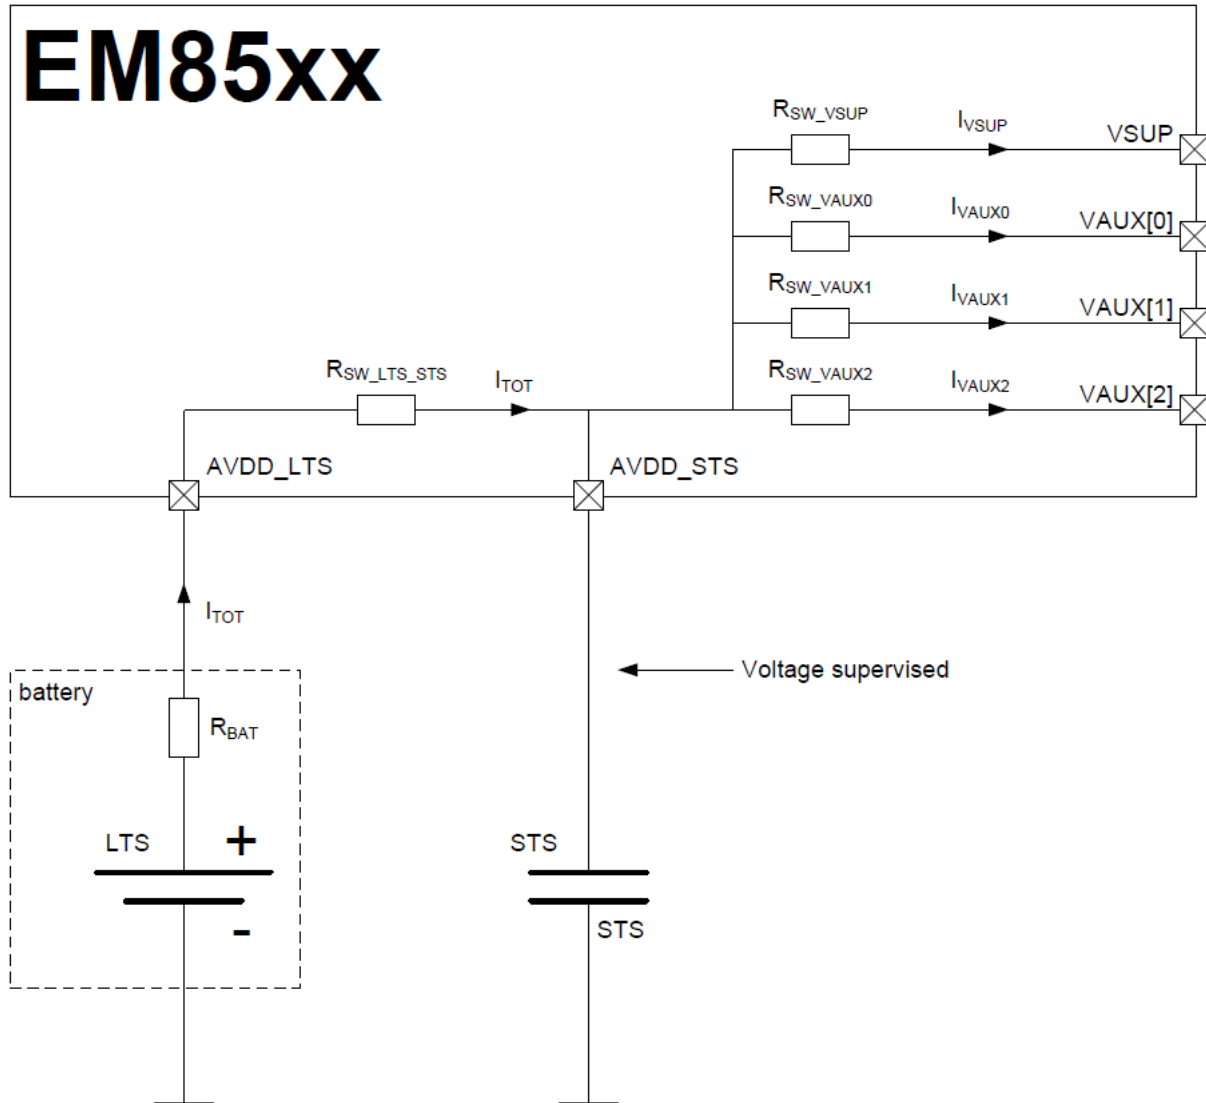 EM85xx
RSW_VSUP
IVSUP
VSUP
RSW_VAUX0
IVAUX0
VAUX[0]
RSW_VAUX1
IVAUX1
VAUX[1]
RSW_LTS_STS
ITOT
RSW_VAUX2
IVAUX2
VAUX[2]
AVDD_LTS
AVDD_STS
ITOT
Voltage supervised
battery
RBAT
LTS
+
STS
-
STS